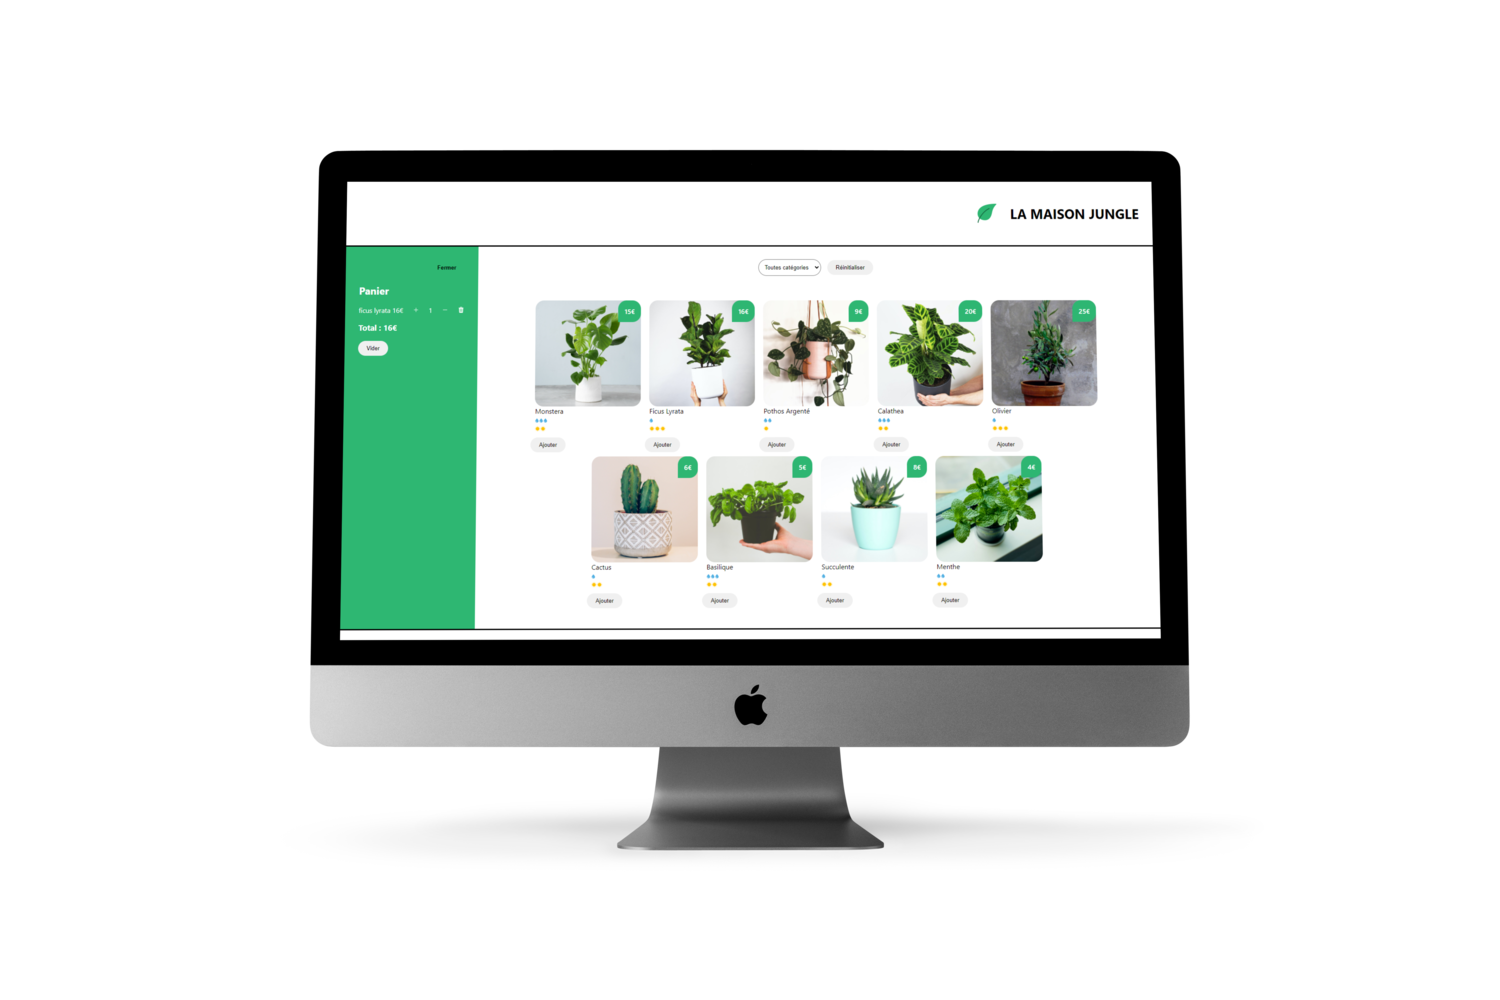 LA MAISON JUNGLE
Fermer
Panier
ficus lyrata 16€ + 1 −
Total : 16€
Vider
Toutes catégories Réinitialiser
15€ 16€ 9€ 20€ 25€
Monstera Ficus Lyrata Pothos Argenté Calathea Olivier
Ajouter Ajouter Ajouter Ajouter Ajouter
6€ 5€ 8€ 4€
Cactus Basilique Succulente Menthe
Ajouter Ajouter Ajouter Ajouter